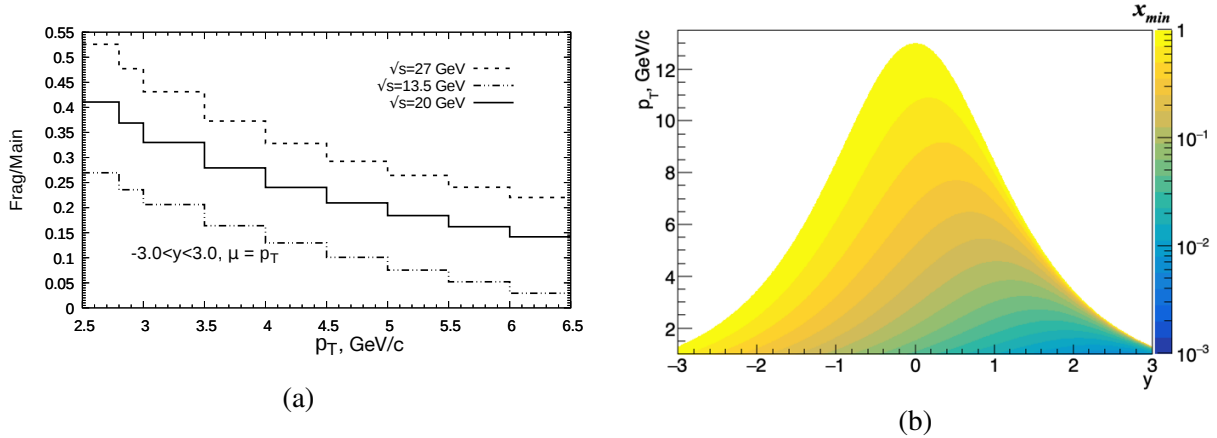 0.55
0.5
0.45
0.4
0.35
0.3
0.25
0.2
0.15
0.1
0.05
0
Frag/Main
√s=27 GeV
√s=13.5 GeV
√s=20 GeV
-3.0<y<3.0, μ = pT
2.5 3 3.5 4 4.5 5 5.5 6 6.5
pT, GeV/c
(a)
xmin
pT, GeV/c
12
10
8
6
4
2
−3 −2 −1 0 1 2 3
y
1
10⁻¹
10⁻²
10⁻³
(b)